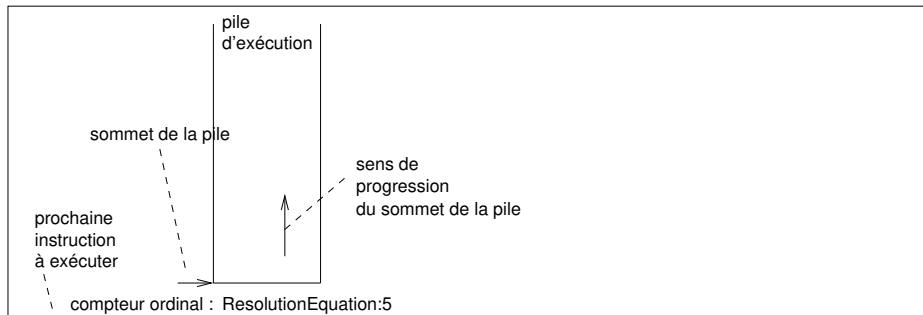 pile
d'exécution
sommet de la pile
sens de
progression
du sommet de la pile
prochaine
instruction
à exécuter
compteur ordinal : ResolutionEquation:5